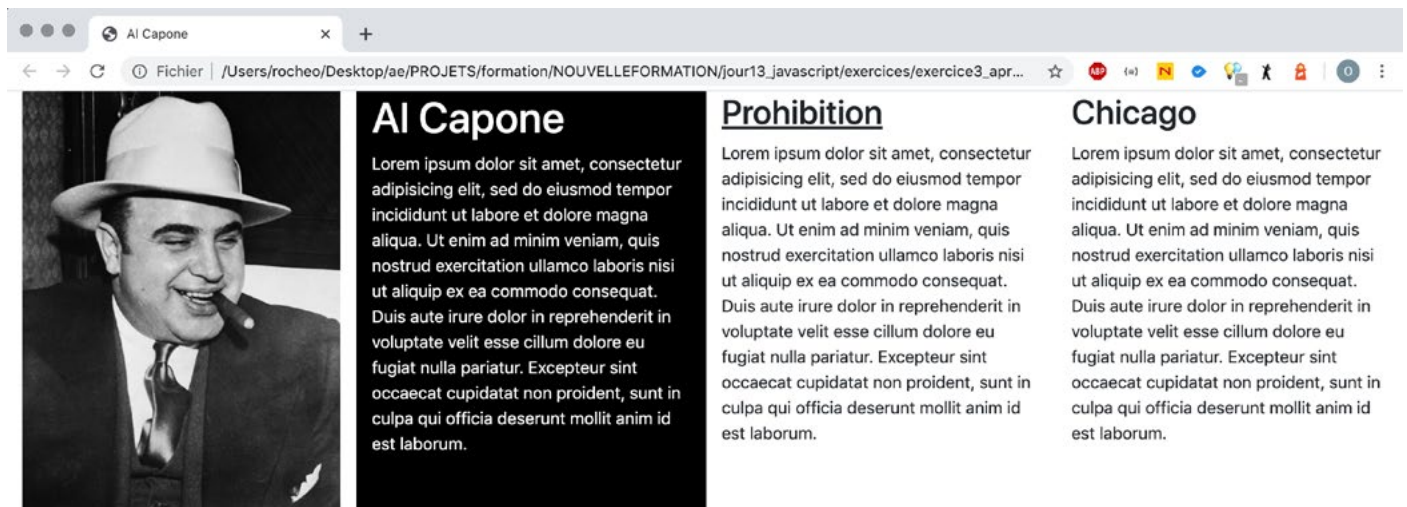 Al Capone
Fichier /Users/rocheo/Desktop/ae/PROJETS/formation/NOUVELLEFORMATION/jour13_javascript/exercices/exercice3_apr...
ABP
N
O
Al Capone
Lorem ipsum dolor sit amet, consectetur
adipisicing elit, sed do eiusmod tempor
incididunt ut labore et dolore magna
aliqua. Ut enim ad minim veniam, quis
nostrud exercitation ullamco laboris nisi
ut aliquip ex ea commodo consequat.
Duis aute irure dolor in reprehenderit in
voluptate velit esse cillum dolore eu
fugiat nulla pariatur. Excepteur sint
occaecat cupidatat non proident, sunt in
culpa qui officia deserunt mollit anim id
est laborum.
Prohibition
Lorem ipsum dolor sit amet, consectetur
adipisicing elit, sed do eiusmod tempor
incididunt ut labore et dolore magna
aliqua. Ut enim ad minim veniam, quis
nostrud exercitation ullamco laboris nisi
ut aliquip ex ea commodo consequat.
Duis aute irure dolor in reprehenderit in
voluptate velit esse cillum dolore eu
fugiat nulla pariatur. Excepteur sint
occaecat cupidatat non proident, sunt in
culpa qui officia deserunt mollit anim id
est laborum.
Chicago
Lorem ipsum dolor sit amet, consectetur
adipisicing elit, sed do eiusmod tempor
incididunt ut labore et dolore magna
aliqua. Ut enim ad minim veniam, quis
nostrud exercitation ullamco laboris nisi
ut aliquip ex ea commodo consequat.
Duis aute irure dolor in reprehenderit in
voluptate velit esse cillum dolore eu
fugiat nulla pariatur. Excepteur sint
occaecat cupidatat non proident, sunt in
culpa qui officia deserunt mollit anim id
est laborum.